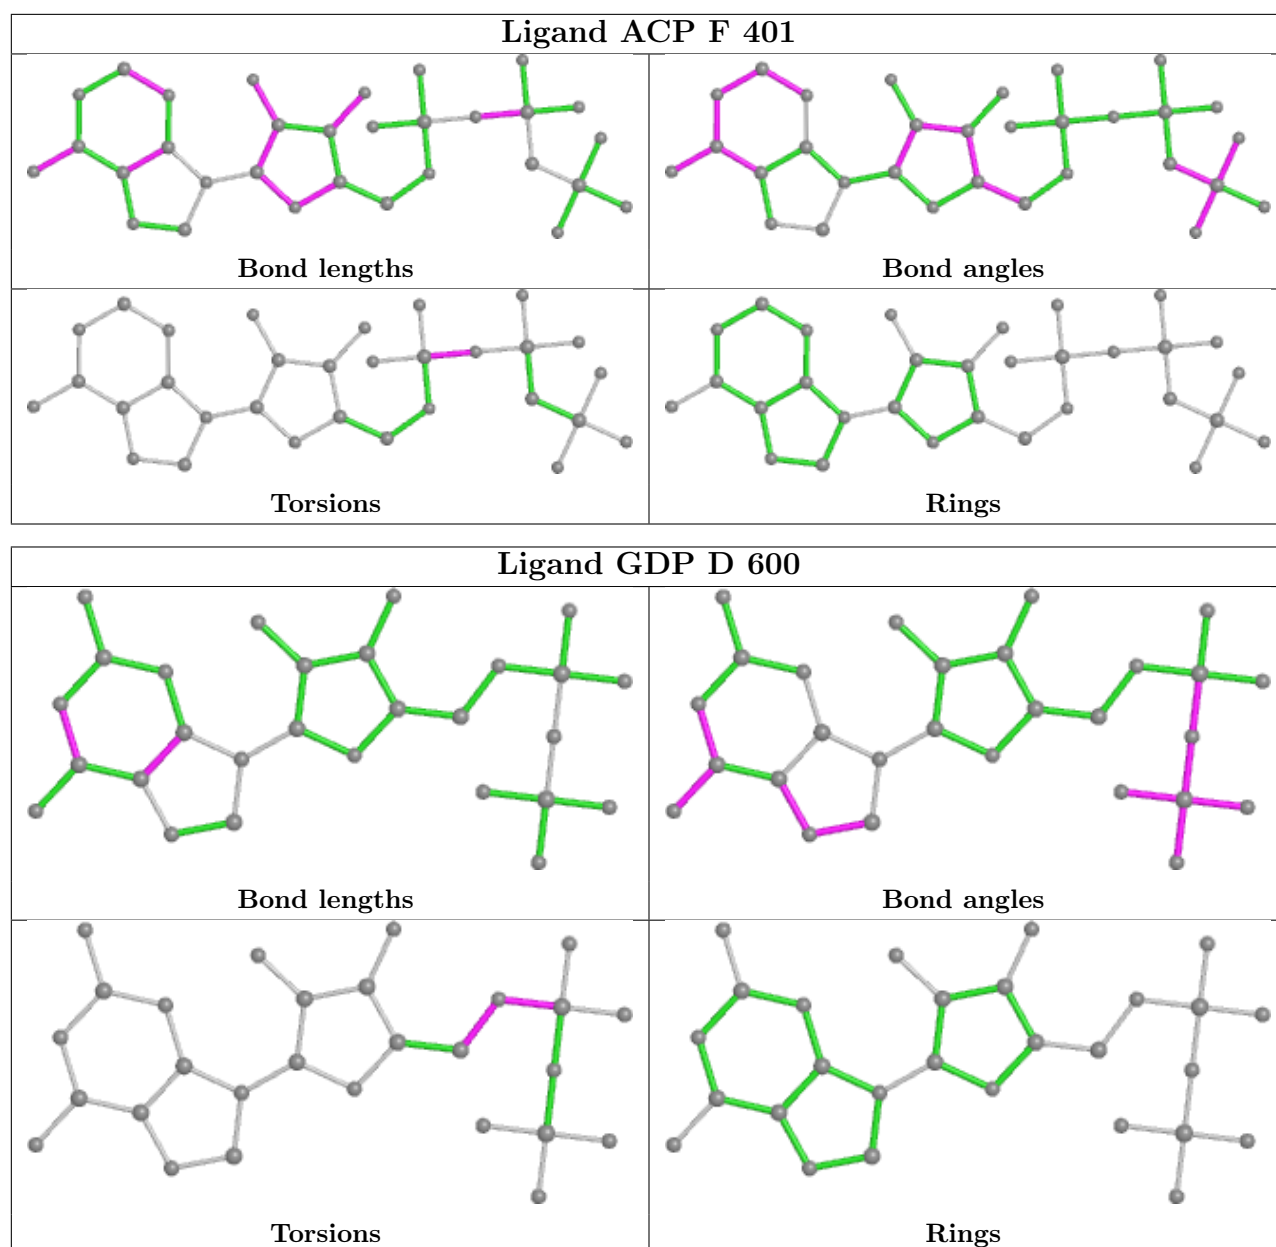 Ligand ACP F 401
Bond lengths
Bond angles
Torsions
Rings
Ligand GDP D 600
Bond lengths
Bond angles
Torsions
Rings